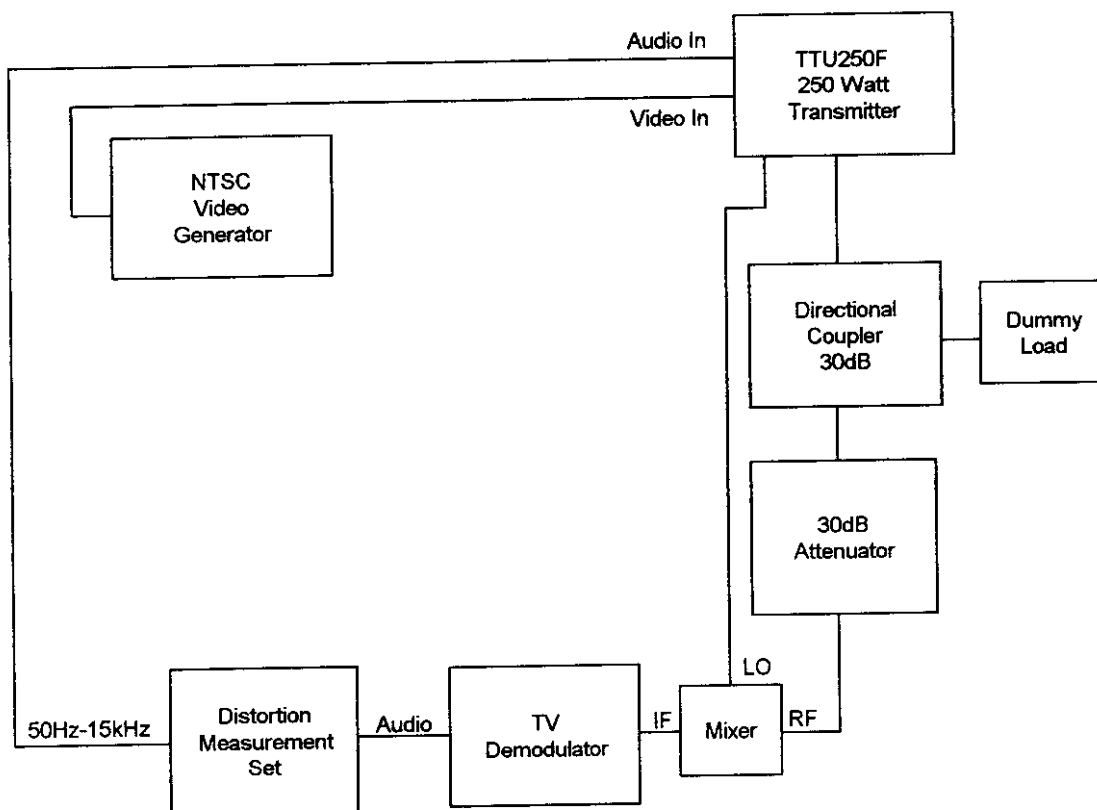 Audio In
TTU250F
250 Watt
Transmitter
Video In
NTSC
Video
Generator
Directional
Coupler
30dB
Dummy
Load
30dB
Attenuator
LO
50Hz-15kHz
Distortion
Measurement
Set
Audio
TV
Demodulator
IF
Mixer
RF